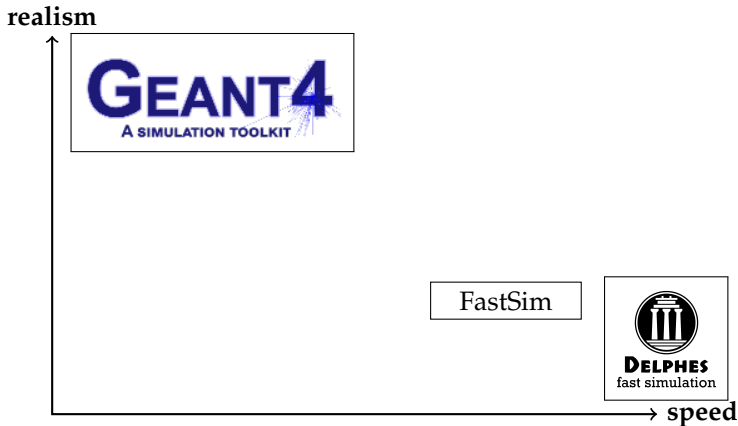 realism
GEANT4
A SIMULATION TOOLKIT
FastSim
DELPHES
fast simulation
speed